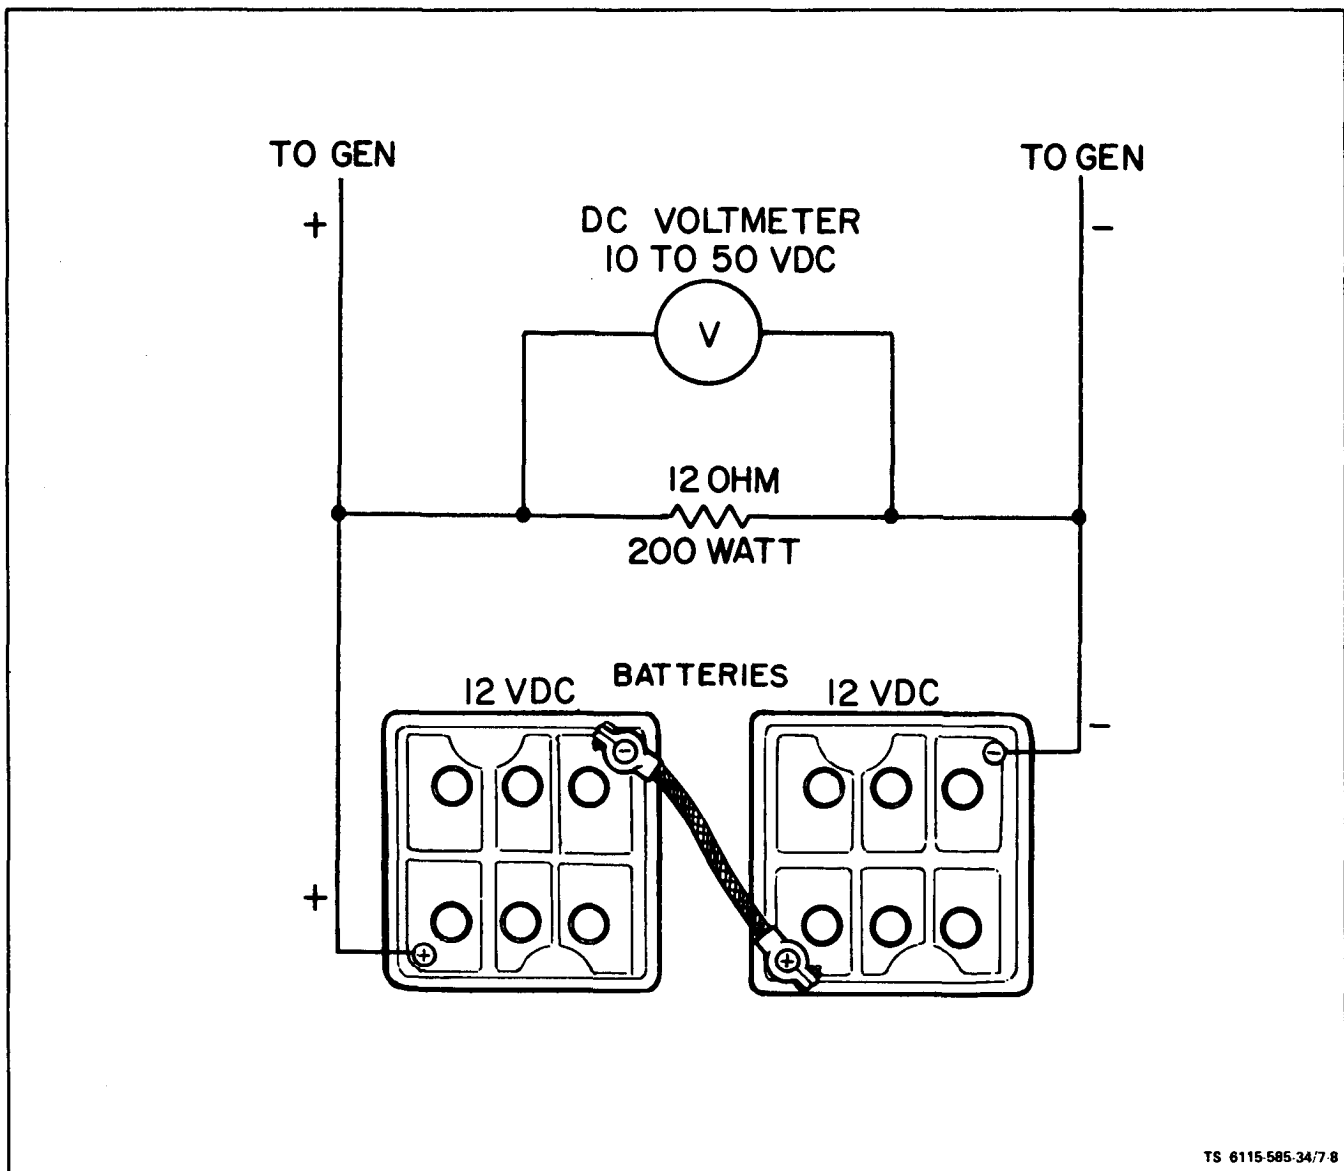 TO GEN
TO GEN
+
-
DC VOLTMETER
10 TO 50 VDC
V
12 OHM
200 WATT
BATTERIES
12 VDC
12 VDC
-
-
-
+
+
+
TS 6115-585-34/7-8